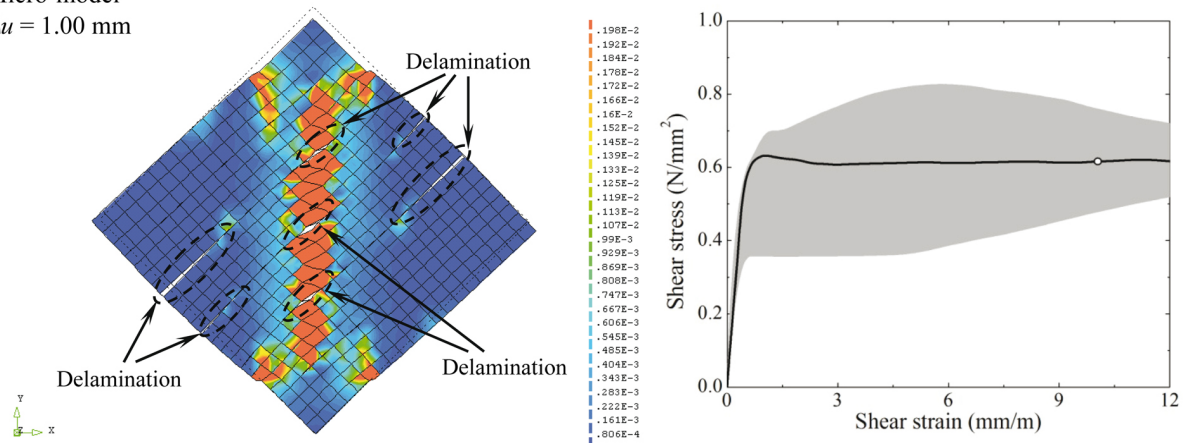 u = 1.00 mm
Delamination
Delamination
Delamination
Y
Z X
.198E-2
.192E-2
.184E-2
.178E-2
.172E-2
.166E-2
.16E-2
.152E-2
.145E-2
.139E-2
.133E-2
.125E-2
.119E-2
.113E-2
.107E-2
.99E-3
.929E-3
.869E-3
.808E-3
.747E-3
.667E-3
.606E-3
.545E-3
.485E-3
.404E-3
.343E-3
.283E-3
.222E-3
.161E-3
.806E-4
Shear stress (N/mm²)
1.0
0.8
0.6
0.4
0.2
0.0
0 3 6 9 12
Shear strain (mm/m)